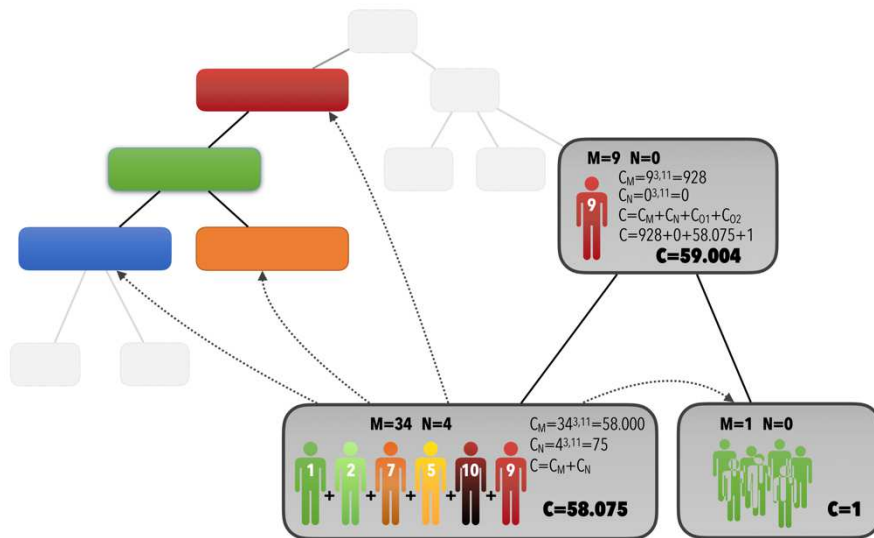 M=9 N=0
9
C_M=9^3,11=928
C_N=0^3,11=0
C=C_M+C_N+C_O1+C_O2
C=928+0+58.075+1
C=59.004
M=34 N=4
C_M=34^3,11=58.000
C_N=4^3,11=75
C=C_M+C_N
1 + 2 + 7 + 5 + 10 + 9
C=58.075
M=1 N=0
C=1